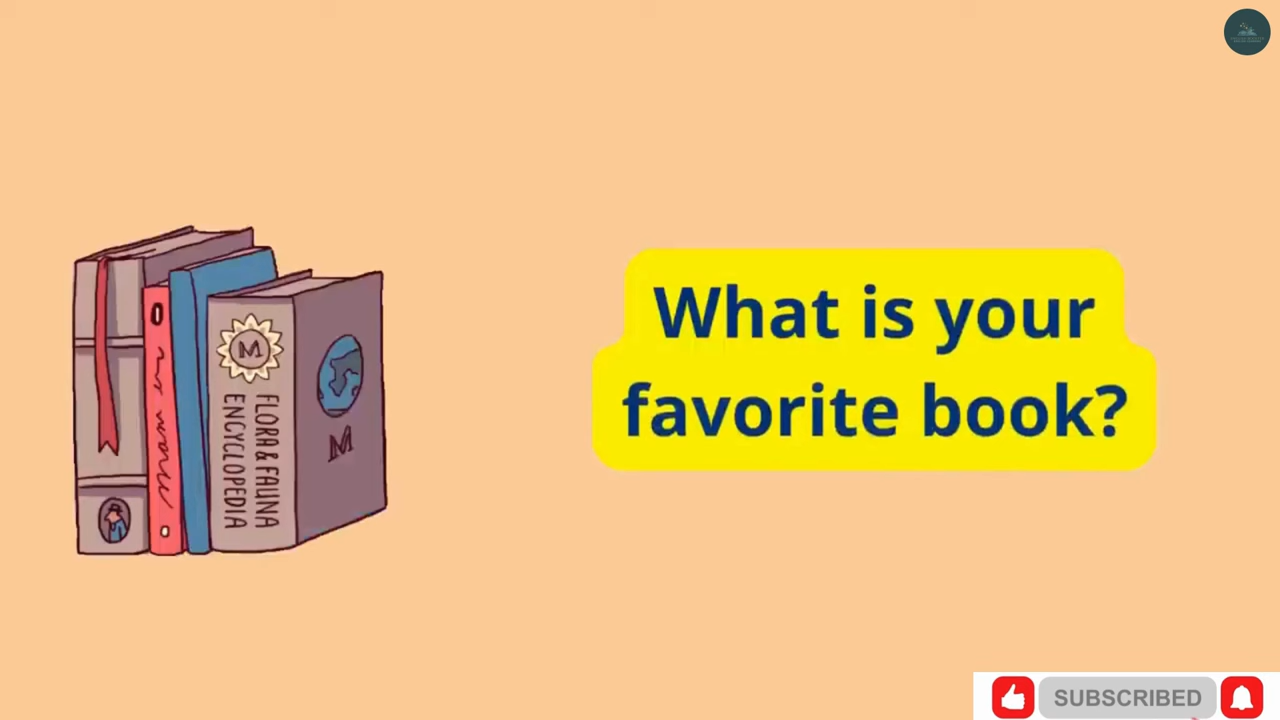 What is your
favorite book?
M
FLORA & FAUNA
ENCYCLOPEDIA
M
SUBSCRIBED